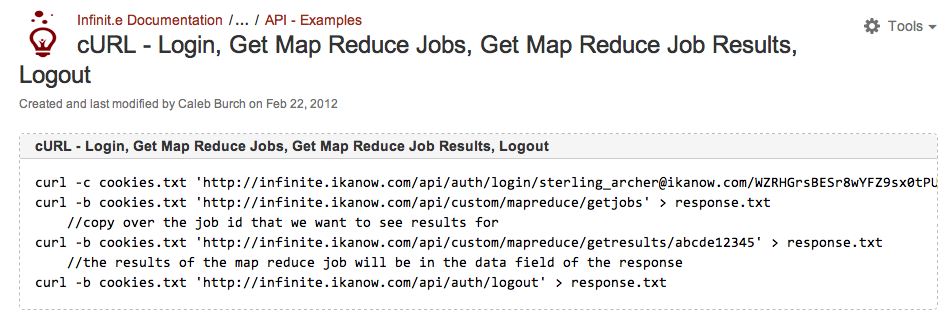 Infinit.e Documentation /… / API - Examples
Tools
cURL - Login, Get Map Reduce Jobs, Get Map Reduce Job Results,
Logout
Created and last modified by Caleb Burch on Feb 22, 2012
cURL - Login, Get Map Reduce Jobs, Get Map Reduce Job Results, Logout
curl -c cookies.txt 'http://infinite.ikanow.com/api/auth/login/sterling_archer@ikanow.com/WZRHGrsBESr8wYFZ9sx0tPU
curl -b cookies.txt 'http://infinite.ikanow.com/api/custom/mapreduce/getjobs' > response.txt
//copy over the job id that we want to see results for
curl -b cookies.txt 'http://infinite.ikanow.com/api/custom/mapreduce/getresults/abcde12345' > response.txt
//the results of the map reduce job will be in the data field of the response
curl -b cookies.txt 'http://infinite.ikanow.com/api/auth/logout' > response.txt